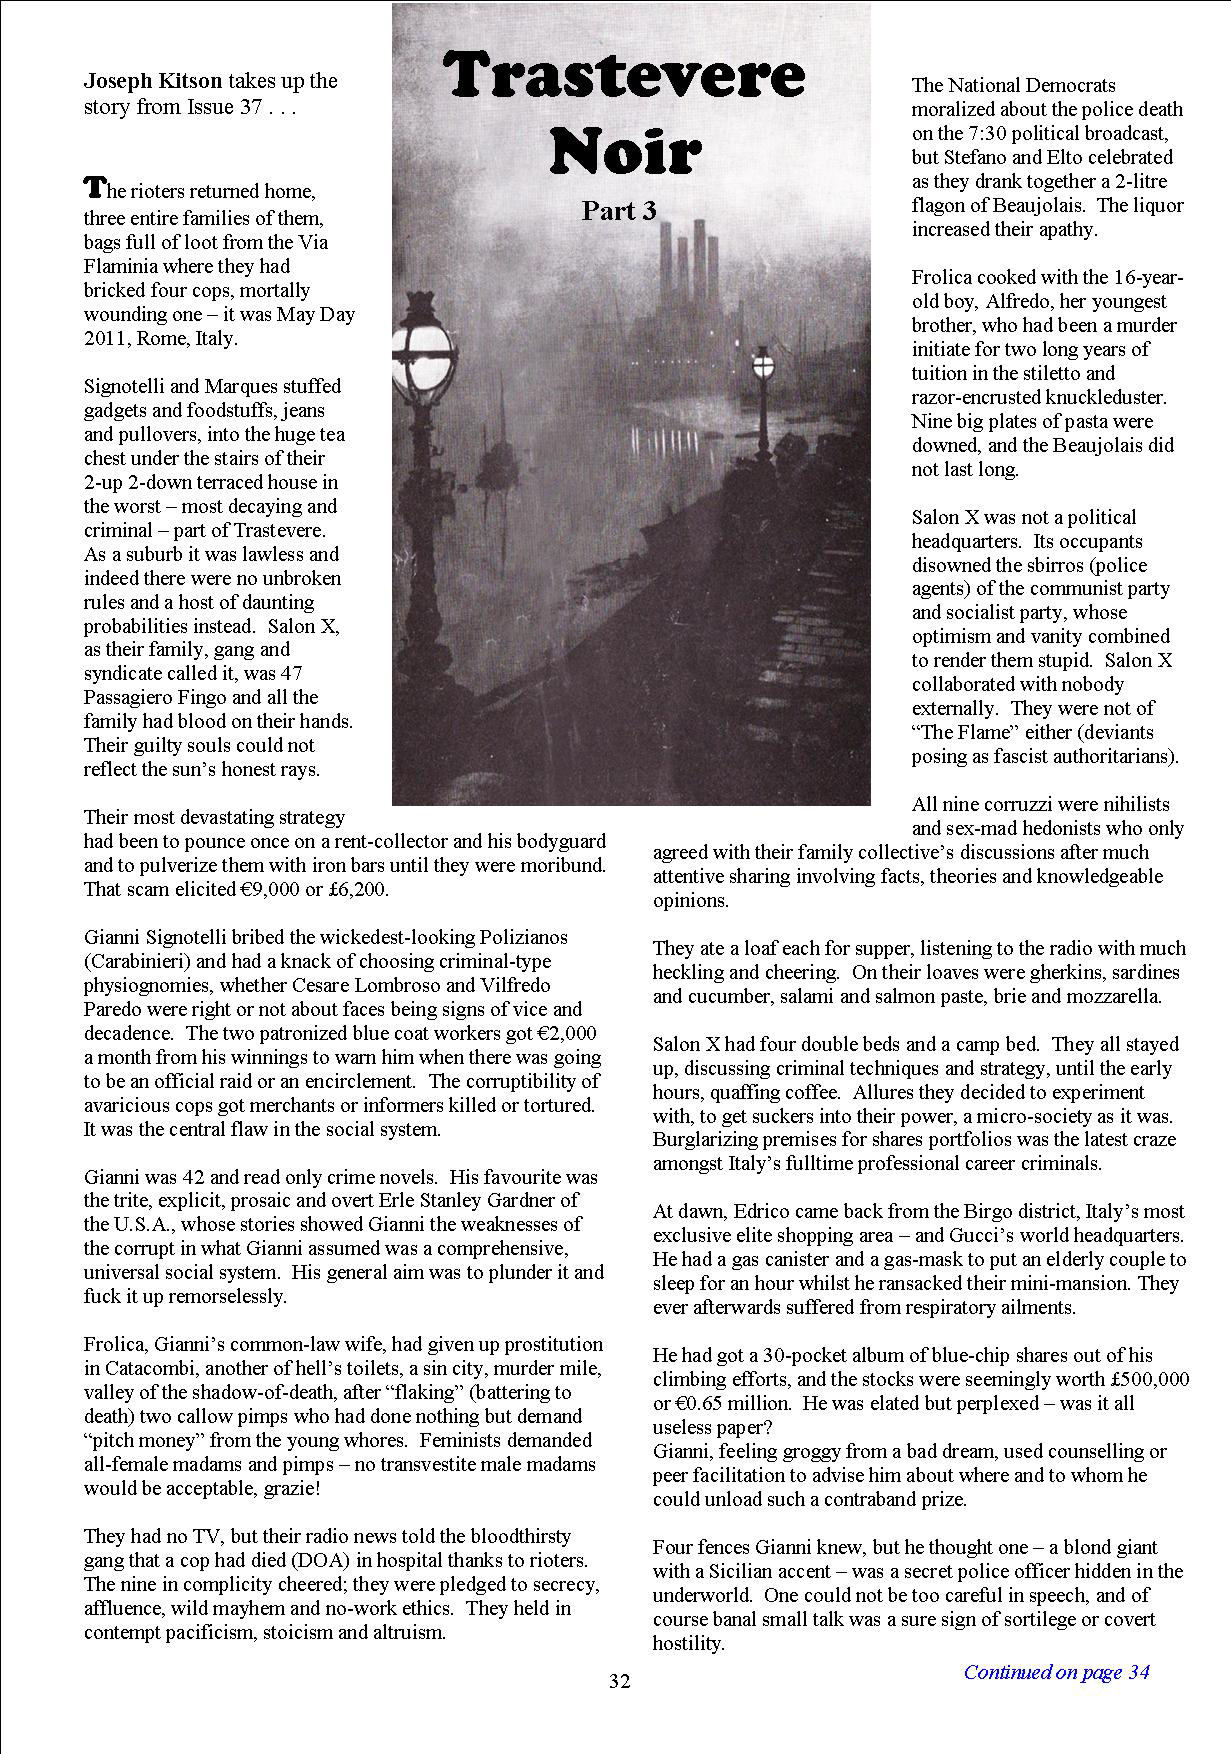 Joseph Kitson takes up the
story from Issue 37 . . .
Trastevere
Noir
Part 3
The rioters returned home,
three entire families of them,
bags full of loot from the Via
Flaminia where they had
bricked four cops, mortally
wounding one – it was May Day
2011, Rome, Italy.
Signotelli and Marques stuffed
gadgets and foodstuffs, jeans
and pullovers, into the huge tea
chest under the stairs of their
2-up 2-down terraced house in
the worst – most decaying and
criminal – part of Trastevere.
As a suburb it was lawless and
indeed there were no unbroken
rules and a host of daunting
probabilities instead. Salon X,
as their family, gang and
syndicate called it, was 47
Passagiero Fingo and all the
family had blood on their hands.
Their guilty souls could not
reflect the sun’s honest rays.
Their most devastating strategy
had been to pounce once on a rent-collector and his bodyguard
and to pulverize them with iron bars until they were moribund.
That scam elicited €9,000 or £6,200.
Gianni Signotelli bribed the wickedest-looking Polizianos
(Carabinieri) and had a knack of choosing criminal-type
physiognomies, whether Cesare Lombroso and Vilfredo
Paredo were right or not about faces being signs of vice and
decadence. The two patronized blue coat workers got €2,000
a month from his winnings to warn him when there was going
to be an official raid or an encirclement. The corruptibility of
avaricious cops got merchants or informers killed or tortured.
It was the central flaw in the social system.
Gianni was 42 and read only crime novels. His favourite was
the trite, explicit, prosaic and overt Erle Stanley Gardner of
the U.S.A., whose stories showed Gianni the weaknesses of
the corrupt in what Gianni assumed was a comprehensive,
universal social system. His general aim was to plunder it and
fuck it up remorselessly.
Frolica, Gianni’s common-law wife, had given up prostitution
in Catacombi, another of hell’s toilets, a sin city, murder mile,
valley of the shadow-of-death, after “flaking” (battering to
death) two callow pimps who had done nothing but demand
“pitch money” from the young whores. Feminists demanded
all-female madams and pimps – no transvestite male madams
would be acceptable, grazie!
They had no TV, but their radio news told the bloodthirsty
gang that a cop had died (DOA) in hospital thanks to rioters.
The nine in complicity cheered; they were pledged to secrecy,
affluence, wild mayhem and no-work ethics. They held in
contempt pacificism, stoicism and altruism.
The National Democrats
moralized about the police death
on the 7:30 political broadcast,
but Stefano and Elto celebrated
as they drank together a 2-litre
flagon of Beaujolais. The liquor
increased their apathy.
Frolica cooked with the 16-year-
old boy, Alfredo, her youngest
brother, who had been a murder
initiate for two long years of
tuition in the stiletto and
razor-encrusted knuckleduster.
Nine big plates of pasta were
downed, and the Beaujolais did
not last long.
Salon X was not a political
headquarters. Its occupants
disowned the sbirros (police
agents) of the communist party
and socialist party, whose
optimism and vanity combined
to render them stupid. Salon X
collaborated with nobody
externally. They were not of
“The Flame” either (deviants
posing as fascist authoritarians).
All nine corruzzi were nihilists
and sex-mad hedonists who only
agreed with their family collective’s discussions after much
attentive sharing involving facts, theories and knowledgeable
opinions.
They ate a loaf each for supper, listening to the radio with much
heckling and cheering. On their loaves were gherkins, sardines
and cucumber, salami and salmon paste, brie and mozzarella.
Salon X had four double beds and a camp bed. They all stayed
up, discussing criminal techniques and strategy, until the early
hours, quaffing coffee. Allures they decided to experiment
with, to get suckers into their power, a micro-society as it was.
Burglarizing premises for shares portfolios was the latest craze
amongst Italy’s fulltime professional career criminals.
At dawn, Edrico came back from the Birgo district, Italy’s most
exclusive elite shopping area – and Gucci’s world headquarters.
He had a gas canister and a gas-mask to put an elderly couple to
sleep for an hour whilst he ransacked their mini-mansion. They
ever afterwards suffered from respiratory ailments.
He had got a 30-pocket album of blue-chip shares out of his
climbing efforts, and the stocks were seemingly worth £500,000
or €0.65 million. He was elated but perplexed – was it all
useless paper?
Gianni, feeling groggy from a bad dream, used counselling or
peer facilitation to advise him about where and to whom he
could unload such a contraband prize.
Four fences Gianni knew, but he thought one – a blond giant
with a Sicilian accent – was a secret police officer hidden in the
underworld. One could not be too careful in speech, and of
course banal small talk was a sure sign of sortilege or covert
hostility.
Continued on page 34
32